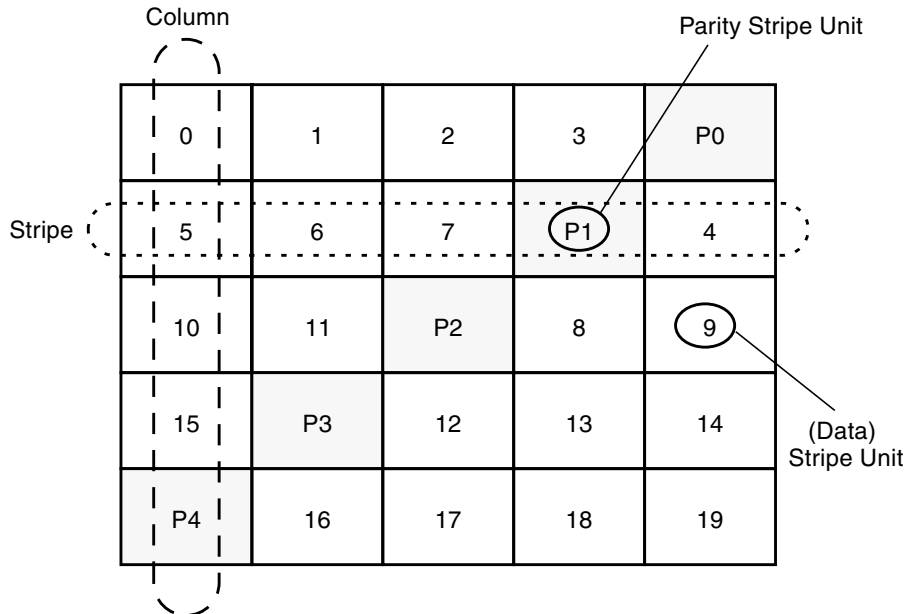 Column
Parity Stripe Unit
0 1 2 3 P0
Stripe 5 6 7 P1 4
10 11 P2 8 9
15 P3 12 13 14
(Data)
Stripe Unit
P4 16 17 18 19